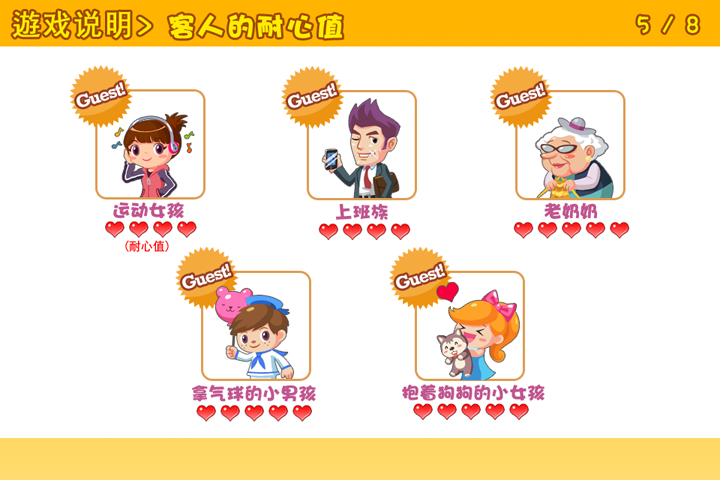 遊戏说明> 客人的耐心值 5 / 8
Guest! Guest! Guest!
运动女孩 上班族 老奶奶
(耐心值)
Guest! Guest!
拿气球的小男孩 抱着狗狗的小女孩